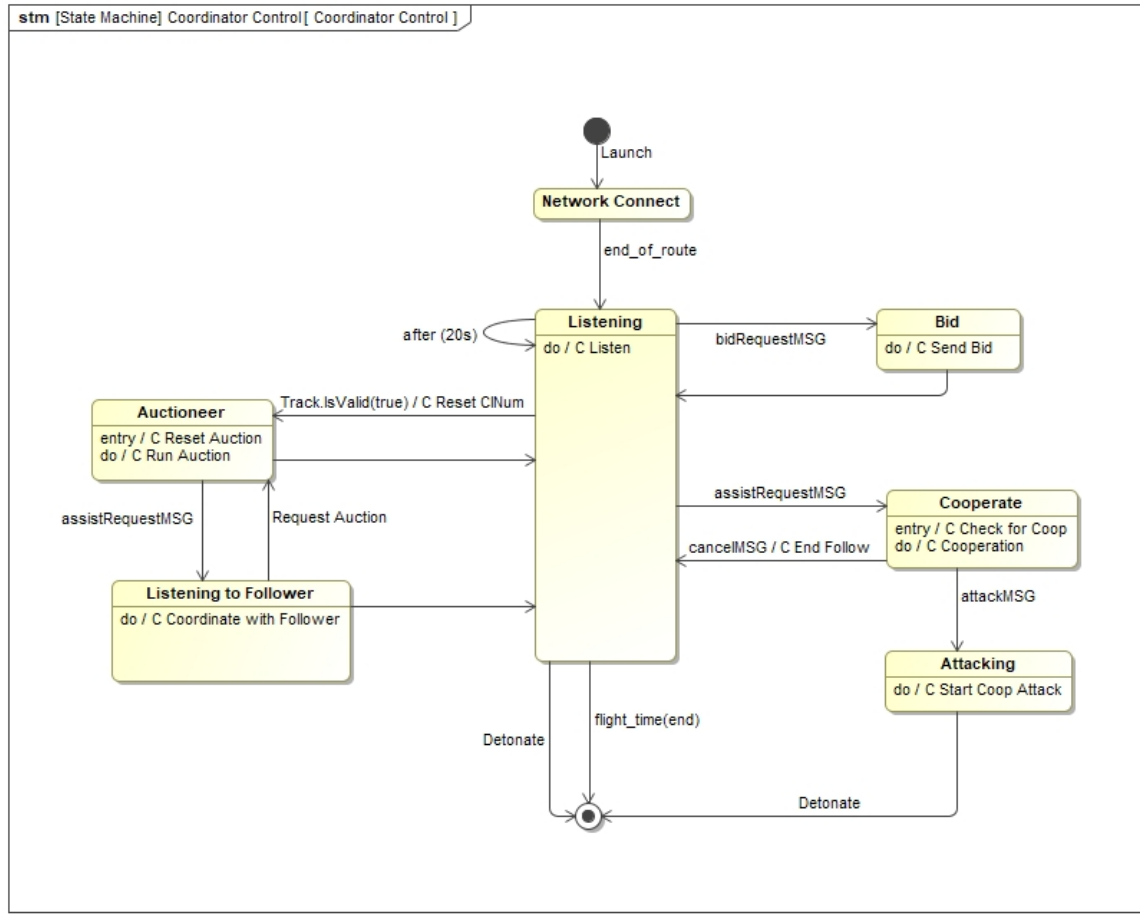 stm [State Machine] Coordinator Control[ Coordinator Control ]
Launch
Network Connect
end_of_route
Listening
do / C Listen
after (20s)
bidRequestMSG
Bid
do / C Send Bid
Track.IsValid(true) / C Reset ClNum
Auctioneer
entry / C Reset Auction
do / C Run Auction
assistRequestMSG
Request Auction
assistRequestMSG
Cooperate
entry / C Check for Coop
do / C Cooperation
cancelMSG / C End Follow
Listening to Follower
do / C Coordinate with Follower
attackMSG
Attacking
do / C Start Coop Attack
flight_time(end)
Detonate
Detonate